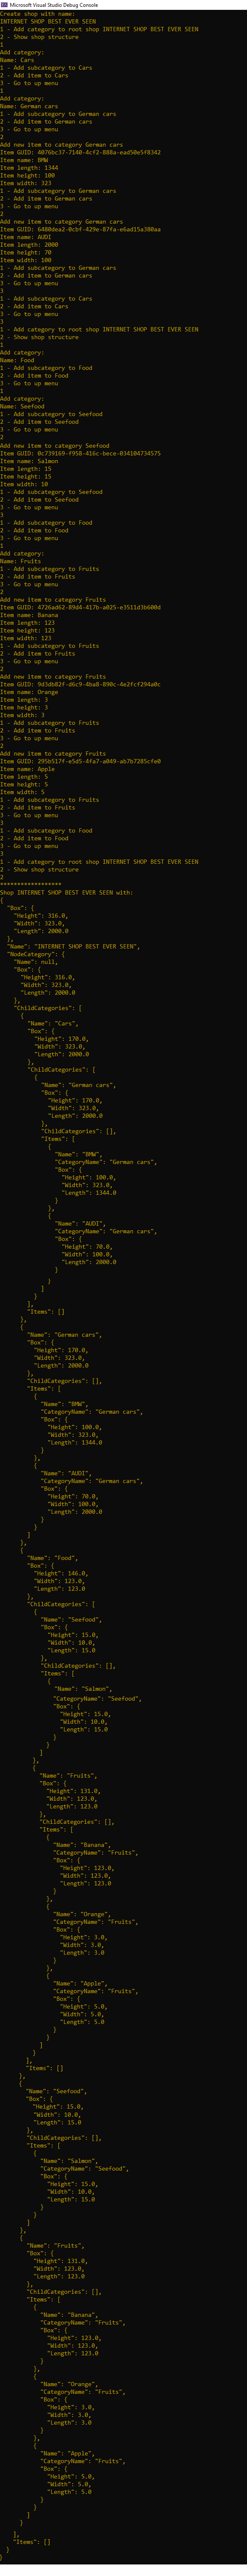 Microsoft Visual Studio Debug Console
Create shop with name:
INTERNET SHOP BEST EVER SEEN
1 - Add category to root shop INTERNET SHOP BEST EVER SEEN
2 - Show shop structure
1
Add category:
Name: Cars
1 - Add subcategory to Cars
2 - Add item to Cars
3 - Go to up menu
1
Add category:
Name: German cars
1 - Add subcategory to German cars
2 - Add item to German cars
3 - Go to up menu
2
Add new item to category German cars
Item GUID: 4076bc37-7140-4cf2-888a-ead50e5f8342
Item name: BMW
Item length: 1344
Item height: 100
Item width: 323
1 - Add subcategory to German cars
2 - Add item to German cars
3 - Go to up menu
2
Add new item to category German cars
Item GUID: 6480dea2-0cbf-429e-87fa-e6ad15a380aa
Item name: AUDI
Item length: 2000
Item height: 70
Item width: 100
1 - Add subcategory to German cars
2 - Add item to German cars
3 - Go to up menu
3
1 - Add subcategory to Cars
2 - Add item to Cars
3 - Go to up menu
3
1 - Add category to root shop INTERNET SHOP BEST EVER SEEN
2 - Show shop structure
1
Add category:
Name: Food
1 - Add subcategory to Food
2 - Add item to Food
3 - Go to up menu
1
Add category:
Name: Seefood
1 - Add subcategory to Seefood
2 - Add item to Seefood
3 - Go to up menu
2
Add new item to category Seefood
Item GUID: 0c739169-f958-416c-bece-034104734575
Item name: Salmon
Item length: 15
Item height: 15
Item width: 10
1 - Add subcategory to Seefood
2 - Add item to Seefood
3 - Go to up menu
3
1 - Add subcategory to Food
2 - Add item to Food
3 - Go to up menu
1
Add category:
Name: Fruits
1 - Add subcategory to Fruits
2 - Add item to Fruits
3 - Go to up menu
2
Add new item to category Fruits
Item GUID: 4726ad62-89d4-417b-a025-e3511d3b600d
Item name: Banana
Item length: 123
Item height: 123
Item width: 123
1 - Add subcategory to Fruits
2 - Add item to Fruits
3 - Go to up menu
2
Add new item to category Fruits
Item GUID: 9d3db82f-d6c9-4ba8-890c-4e2fcf294a0c
Item name: Orange
Item length: 3
Item height: 3
Item width: 3
1 - Add subcategory to Fruits
2 - Add item to Fruits
3 - Go to up menu
2
Add new item to category Fruits
Item GUID: 295b517f-e5d5-4fa7-a049-ab7b7285cfe0
Item name: Apple
Item length: 5
Item height: 5
Item width: 5
1 - Add subcategory to Fruits
2 - Add item to Fruits
3 - Go to up menu
3
1 - Add subcategory to Food
2 - Add item to Food
3 - Go to up menu
3
1 - Add category to root shop INTERNET SHOP BEST EVER SEEN
2 - Show shop structure
2
******************
Shop INTERNET SHOP BEST EVER SEEN with:
{
"Box": {
"Height": 316.0,
"Width": 323.0,
"Length": 2000.0
},
"Name": "INTERNET SHOP BEST EVER SEEN",
"NodeCategory": {
"Name": null,
"Box": {
"Height": 316.0,
"Width": 323.0,
"Length": 2000.0
},
"ChildCategories": [
{
"Name": "Cars",
"Box": {
"Height": 170.0,
"Width": 323.0,
"Length": 2000.0
},
"ChildCategories": [
{
"Name": "German cars",
"Box": {
"Height": 170.0,
"Width": 323.0,
"Length": 2000.0
},
"ChildCategories": [],
"Items": [
{
"Name": "BMW",
"CategoryName": "German cars",
"Box": {
"Height": 100.0,
"Width": 323.0,
"Length": 1344.0
}
},
{
"Name": "AUDI",
"CategoryName": "German cars",
"Box": {
"Height": 70.0,
"Width": 100.0,
"Length": 2000.0
}
}
]
}
],
"Items": []
},
{
"Name": "German cars",
"Box": {
"Height": 170.0,
"Width": 323.0,
"Length": 2000.0
},
"ChildCategories": [],
"Items": [
{
"Name": "BMW",
"CategoryName": "German cars",
"Box": {
"Height": 100.0,
"Width": 323.0,
"Length": 1344.0
}
},
{
"Name": "AUDI",
"CategoryName": "German cars",
"Box": {
"Height": 70.0,
"Width": 100.0,
"Length": 2000.0
}
}
]
},
{
"Name": "Food",
"Box": {
"Height": 146.0,
"Width": 123.0,
"Length": 123.0
},
"ChildCategories": [
{
"Name": "Seefood",
"Box": {
"Height": 15.0,
"Width": 10.0,
"Length": 15.0
},
"ChildCategories": [],
"Items": [
{
"Name": "Salmon",
"CategoryName": "Seefood",
"Box": {
"Height": 15.0,
"Width": 10.0,
"Length": 15.0
}
}
]
},
{
"Name": "Fruits",
"Box": {
"Height": 131.0,
"Width": 123.0,
"Length": 123.0
},
"ChildCategories": [],
"Items": [
{
"Name": "Banana",
"CategoryName": "Fruits",
"Box": {
"Height": 123.0,
"Width": 123.0,
"Length": 123.0
}
},
{
"Name": "Orange",
"CategoryName": "Fruits",
"Box": {
"Height": 3.0,
"Width": 3.0,
"Length": 3.0
}
},
{
"Name": "Apple",
"CategoryName": "Fruits",
"Box": {
"Height": 5.0,
"Width": 5.0,
"Length": 5.0
}
}
]
}
],
"Items": []
},
{
"Name": "Seefood",
"Box": {
"Height": 15.0,
"Width": 10.0,
"Length": 15.0
},
"ChildCategories": [],
"Items": [
{
"Name": "Salmon",
"CategoryName": "Seefood",
"Box": {
"Height": 15.0,
"Width": 10.0,
"Length": 15.0
}
}
]
},
{
"Name": "Fruits",
"Box": {
"Height": 131.0,
"Width": 123.0,
"Length": 123.0
},
"ChildCategories": [],
"Items": [
{
"Name": "Banana",
"CategoryName": "Fruits",
"Box": {
"Height": 123.0,
"Width": 123.0,
"Length": 123.0
}
},
{
"Name": "Orange",
"CategoryName": "Fruits",
"Box": {
"Height": 3.0,
"Width": 3.0,
"Length": 3.0
}
},
{
"Name": "Apple",
"CategoryName": "Fruits",
"Box": {
"Height": 5.0,
"Width": 5.0,
"Length": 5.0
}
}
]
}
],
"Items": []
}
}